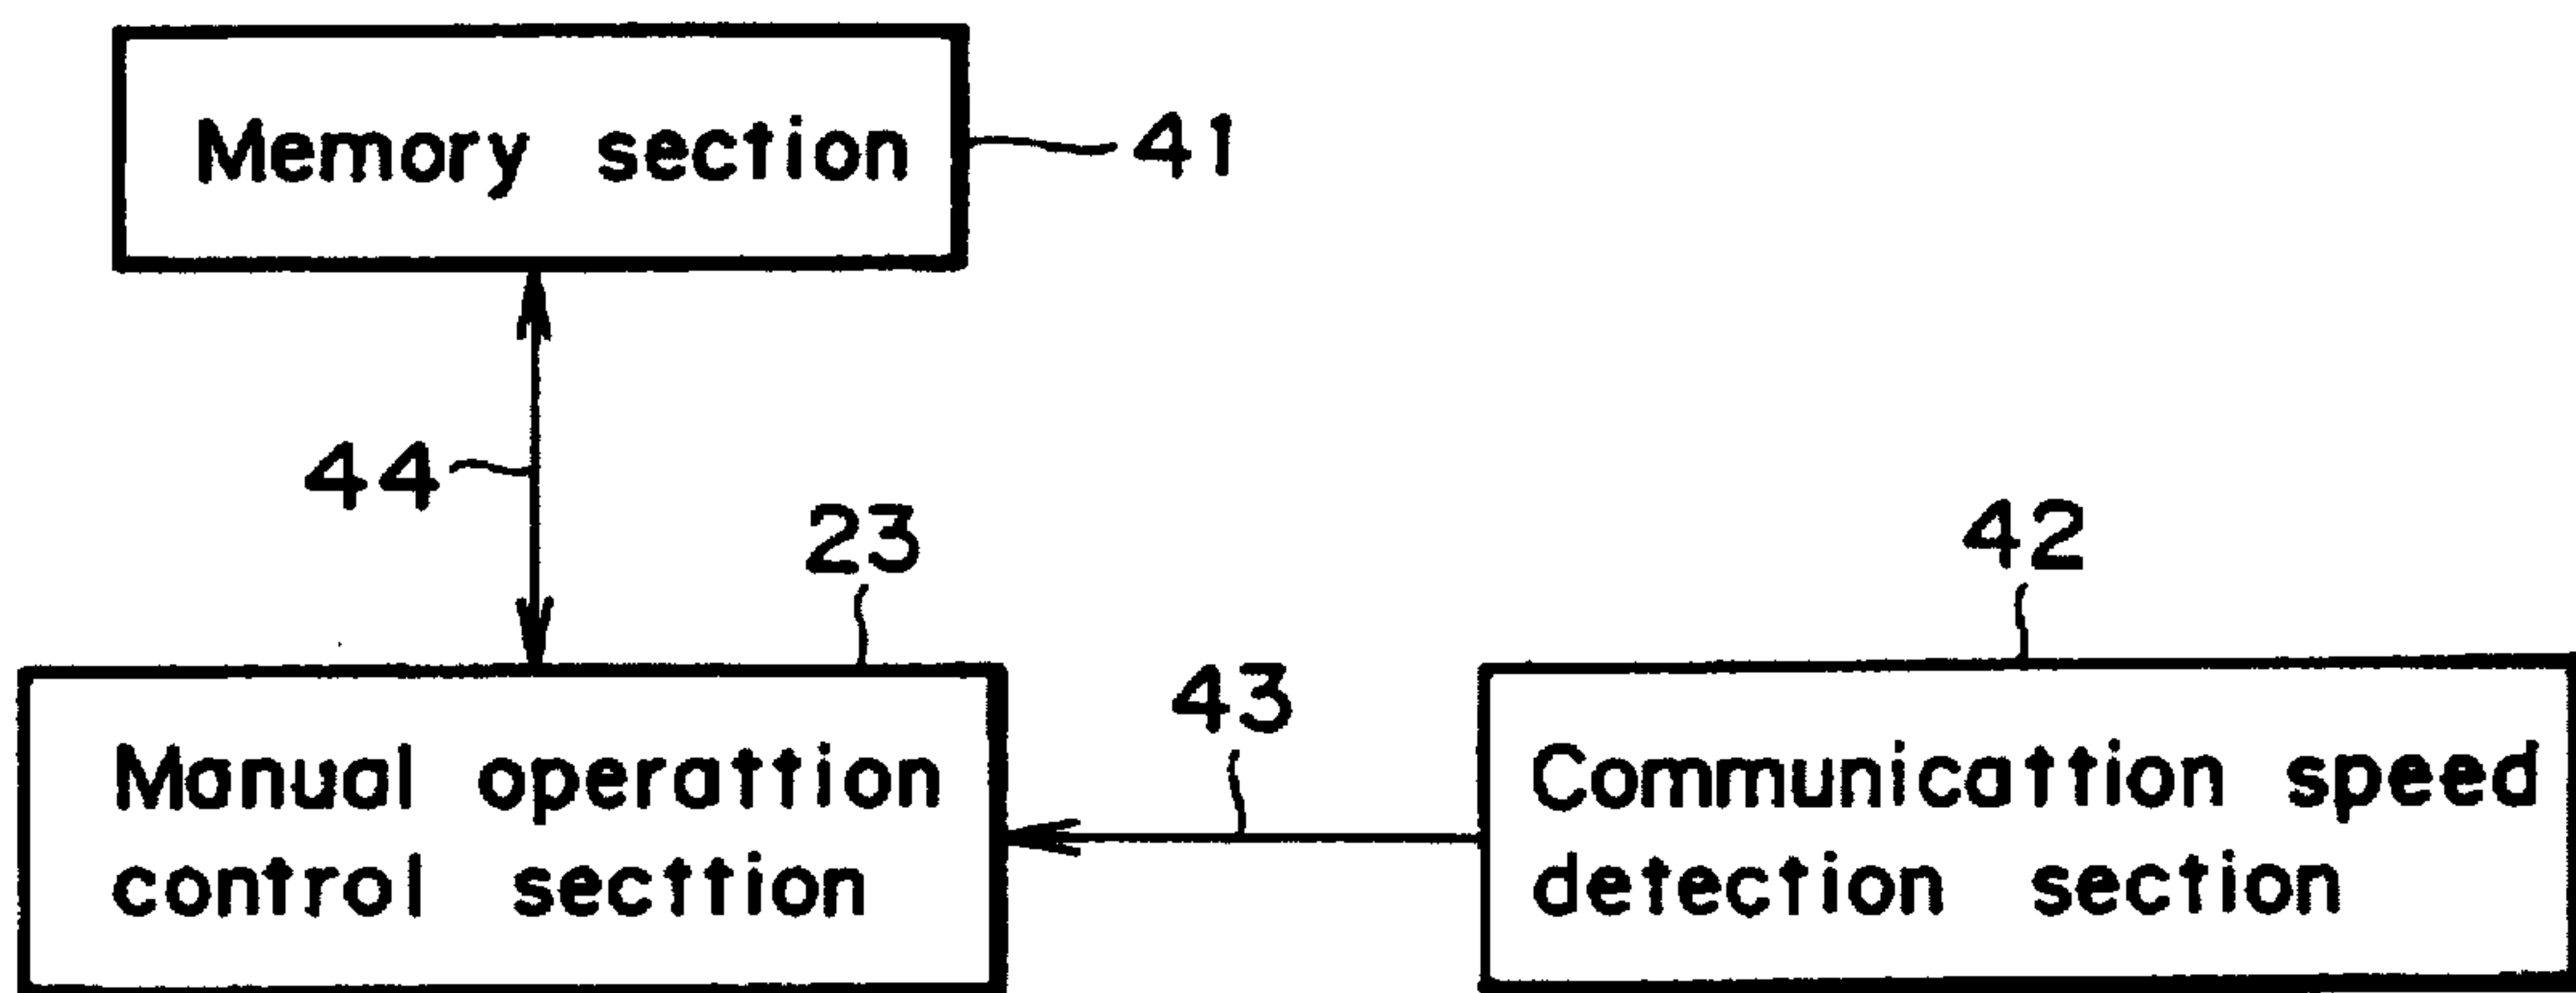 Memory section
41
44
23
42
43
Manual operattion
control secttion
Communicattion speed
detection section